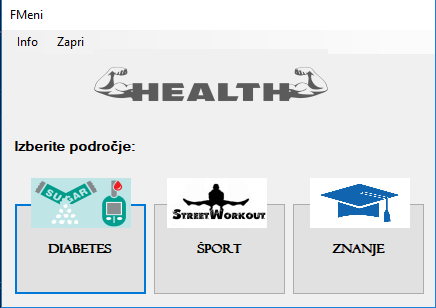 FMeni
Info Zapri
HEALTH
Izberite področje:
SUGAR
STREETWORKOUT
DIABETES ŠPORT ZNANJE